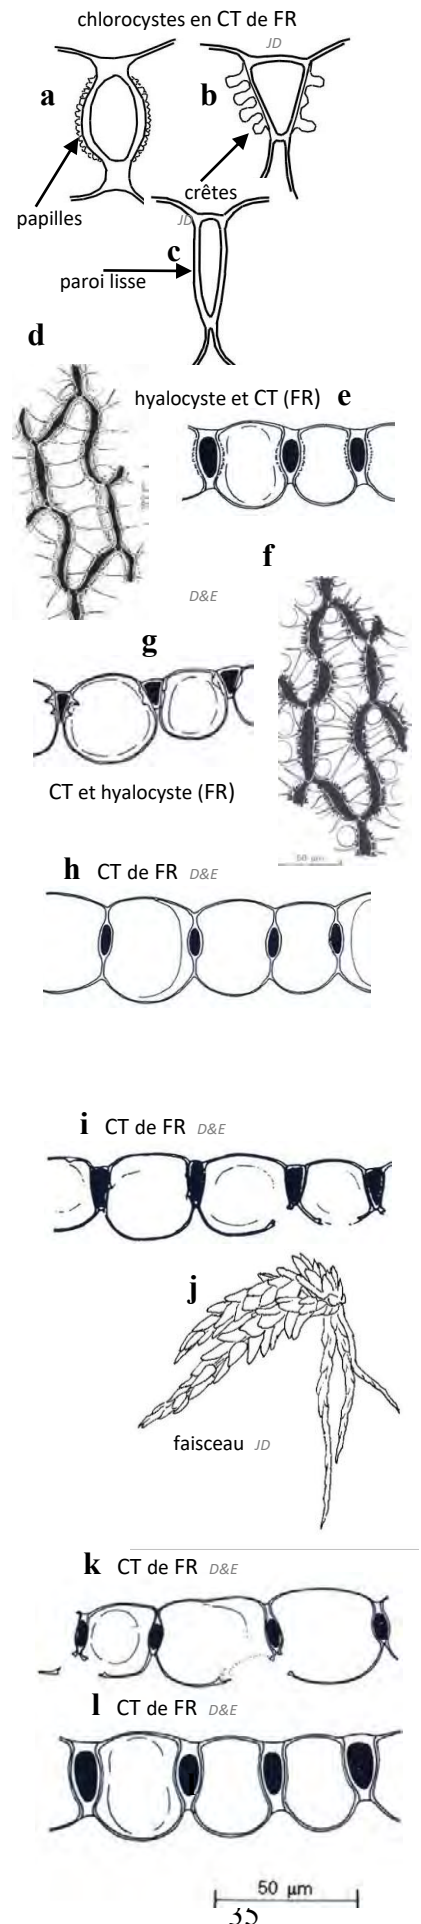 chlorocystes en CT de FR
JD
a
b
crêtes
papilles
JD
c
paroi lisse
d
hyalocyste et CT (FR) e
f
D&E
g
CT et hyalocyste (FR)
50 µm
h CT de FR D&E
i CT de FR D&E
j
faisceau JD
k CT de FR D&E
l CT de FR D&E
50 µm
35